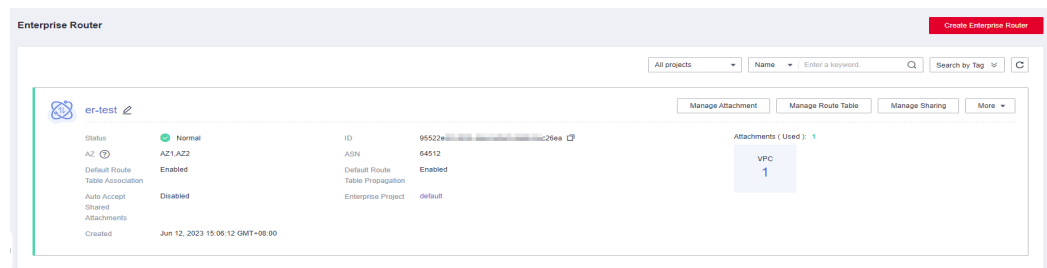 Enterprise Router
Create Enterprise Router
All projects
Name
Enter a keyword.
Search by Tag
er-test
Manage Attachment
Manage Route Table
Manage Sharing
More
Status Normal
ID 95522e c26ea
Attachments ( Used ): 1
AZ ? AZ1,AZ2
ASN 64512
VPC
1
Default Route
Table Association
Enabled
Default Route
Table Propagation
Enabled
Auto Accept
Shared
Attachments
Disabled
Enterprise Project default
Created Jun 12, 2023 15:06:12 GMT+08:00